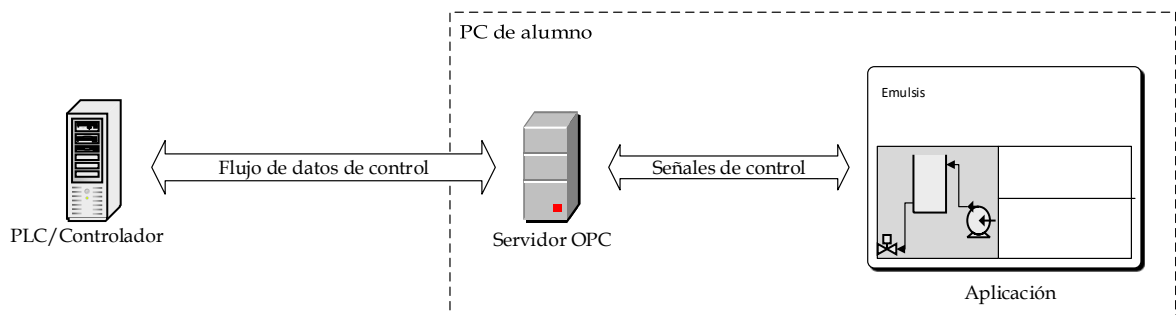 PC de alumno
Emulsis
Flujo de datos de control
Señales de control
PLC/Controlador
Servidor OPC
Aplicación